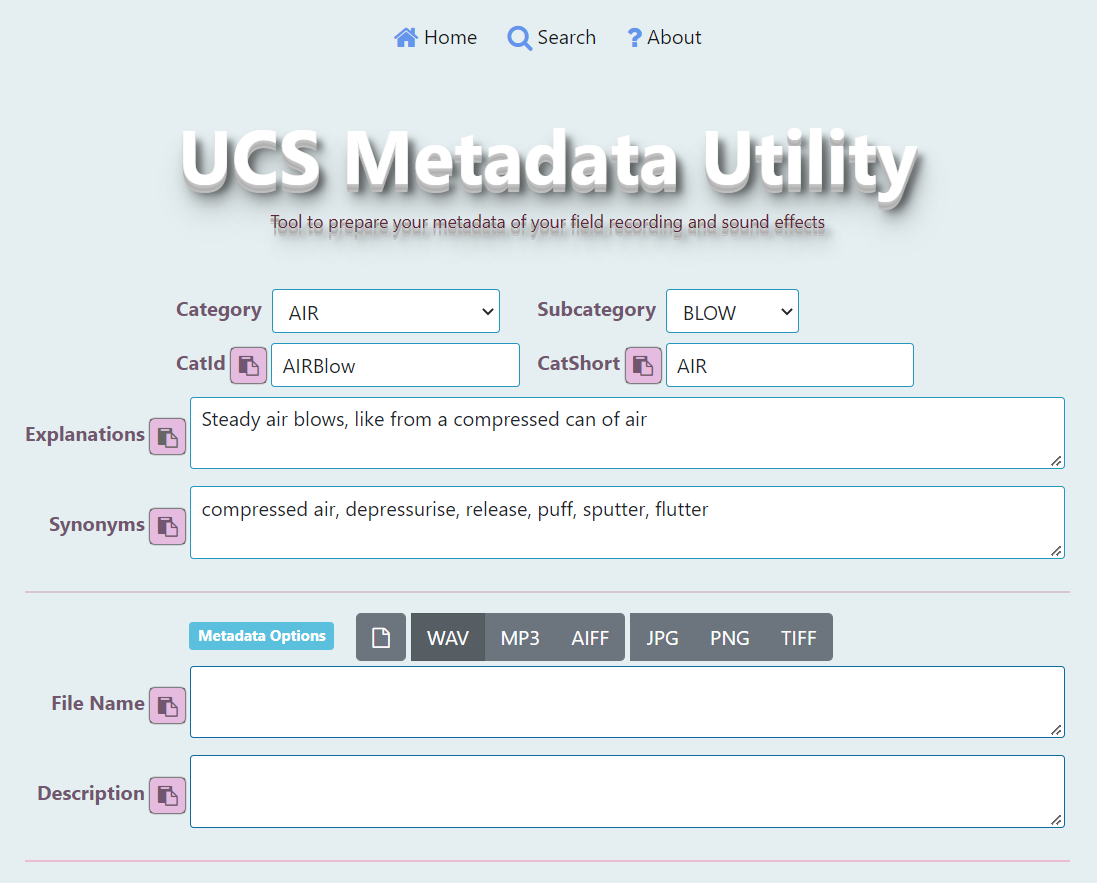 Home Search ? About
UCS Metadata Utility
Tool to prepare your metadata of your field recording and sound effects
Category AIR Subcategory BLOW
CatId AIRBlow CatShort AIR
Explanations Steady air blows, like from a compressed can of air
Synonyms compressed air, depressurise, release, puff, sputter, flutter
Metadata Options WAV MP3 AIFF JPG PNG TIFF
File Name
Description